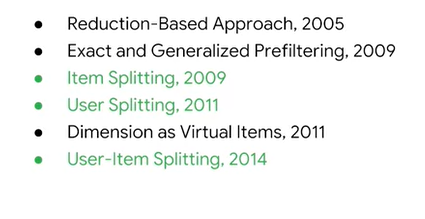 • Reduction-Based Approach, 2005
• Exact and Generalized Prefiltering, 2009
• Item Splitting, 2009
• User Splitting, 2011
• Dimension as Virtual Items, 2011
• User-Item Splitting, 2014